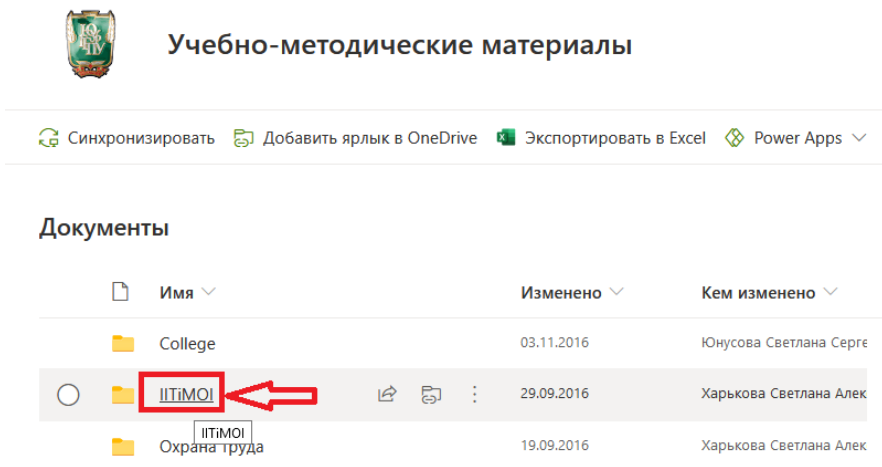 Учебно-методические материалы
Синхронизировать Добавить ярлык в OneDrive Экспортировать в Excel Power Apps
Документы
Имя Изменено Кем изменено
College 03.11.2016 Юнусова Светлана Серге
IITiMOI 29.09.2016 Харькова Светлана Алек
IITiMOI
Охрана труда 19.09.2016 Харькова Светлана Алек